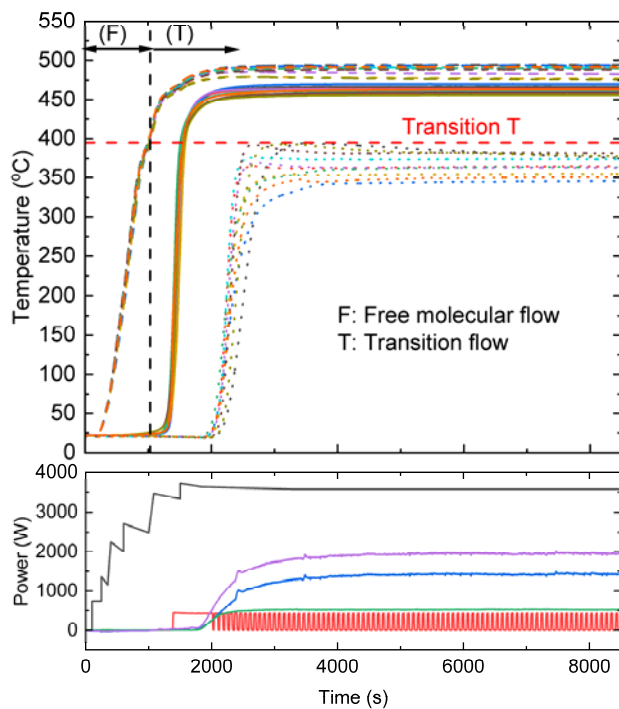 550
(F) (T)
500
450
400
Transition T
350
300
250
200
150
100
50
0
Temperature (ºC)
F: Free molecular flow
T: Transition flow
4000
3000
2000
1000
0
Power (W)
0 2000 4000 6000 8000
Time (s)